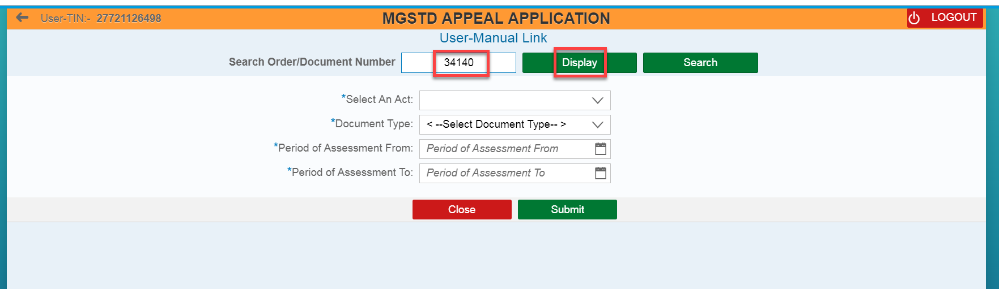 User-TIN:- 27721126498 MGSTD APPEAL APPLICATION LOGOUT
User-Manual Link
Search Order/Document Number 34140 Display Search
*Select An Act:
*Document Type: < --Select Document Type-- >
*Period of Assessment From: Period of Assessment From
*Period of Assessment To: Period of Assessment To
Close Submit